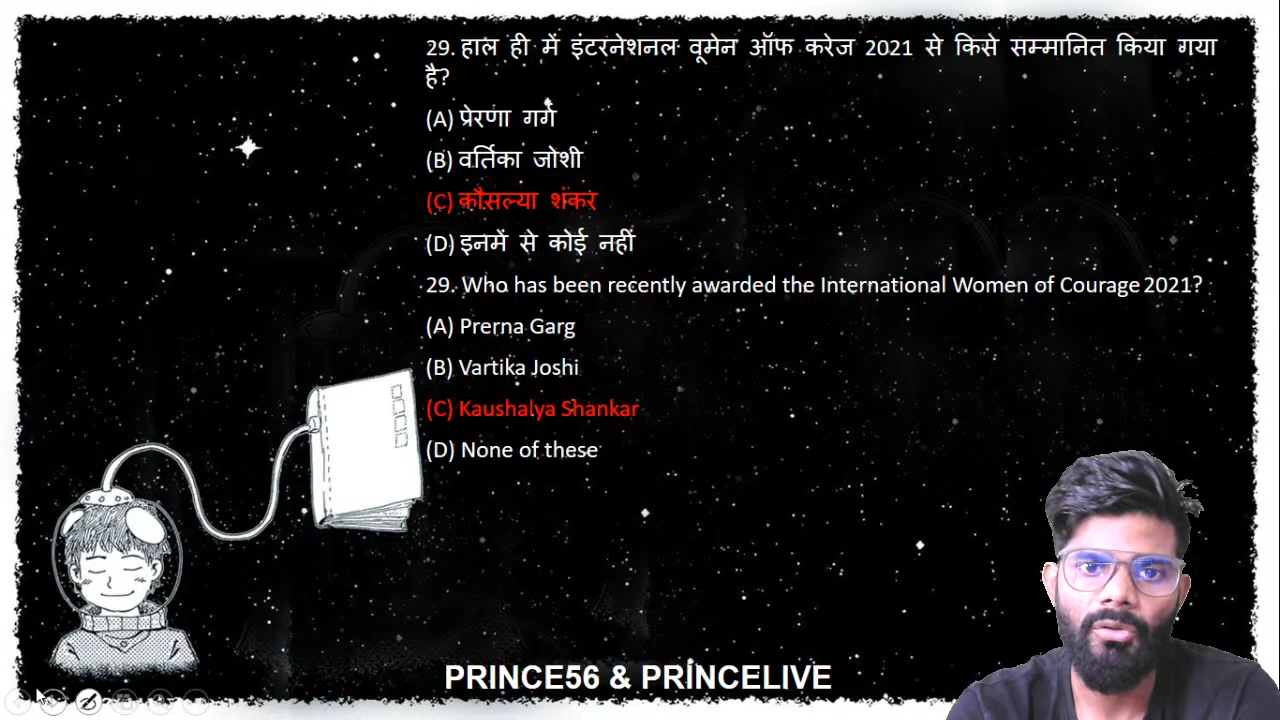 29. हाल ही में इंटरनेशनल वूमेन ऑफ करेज 2021 से किसे सम्मानित किया गया
है?
(A) प्रेरणा गर्ग
(B) वर्तिका जोशी
(C) कौसल्या शंकर
(D) इनमें से कोई नहीं
29. Who has been recently awarded the International Women of Courage 2021?
(A) Prerna Garg
(B) Vartika Joshi
(C) Kaushalya Shankar
(D) None of these
PRINCE56 & PRINCELIVE